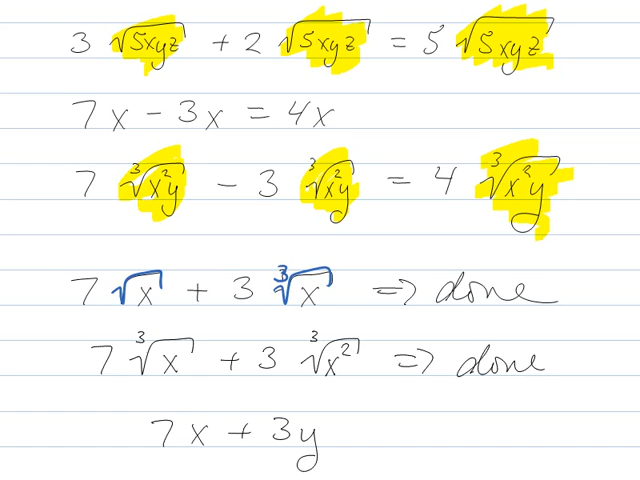 3 √5xyz + 2 √5xyz = 5 √5xyz
7x − 3x = 4x
7 ∛x²y − 3 ∛x²y = 4 ∛x²y
7 √x + 3 ∛x ⇒ done
7 ∛x + 3 ∛x² ⇒ done
7x + 3y